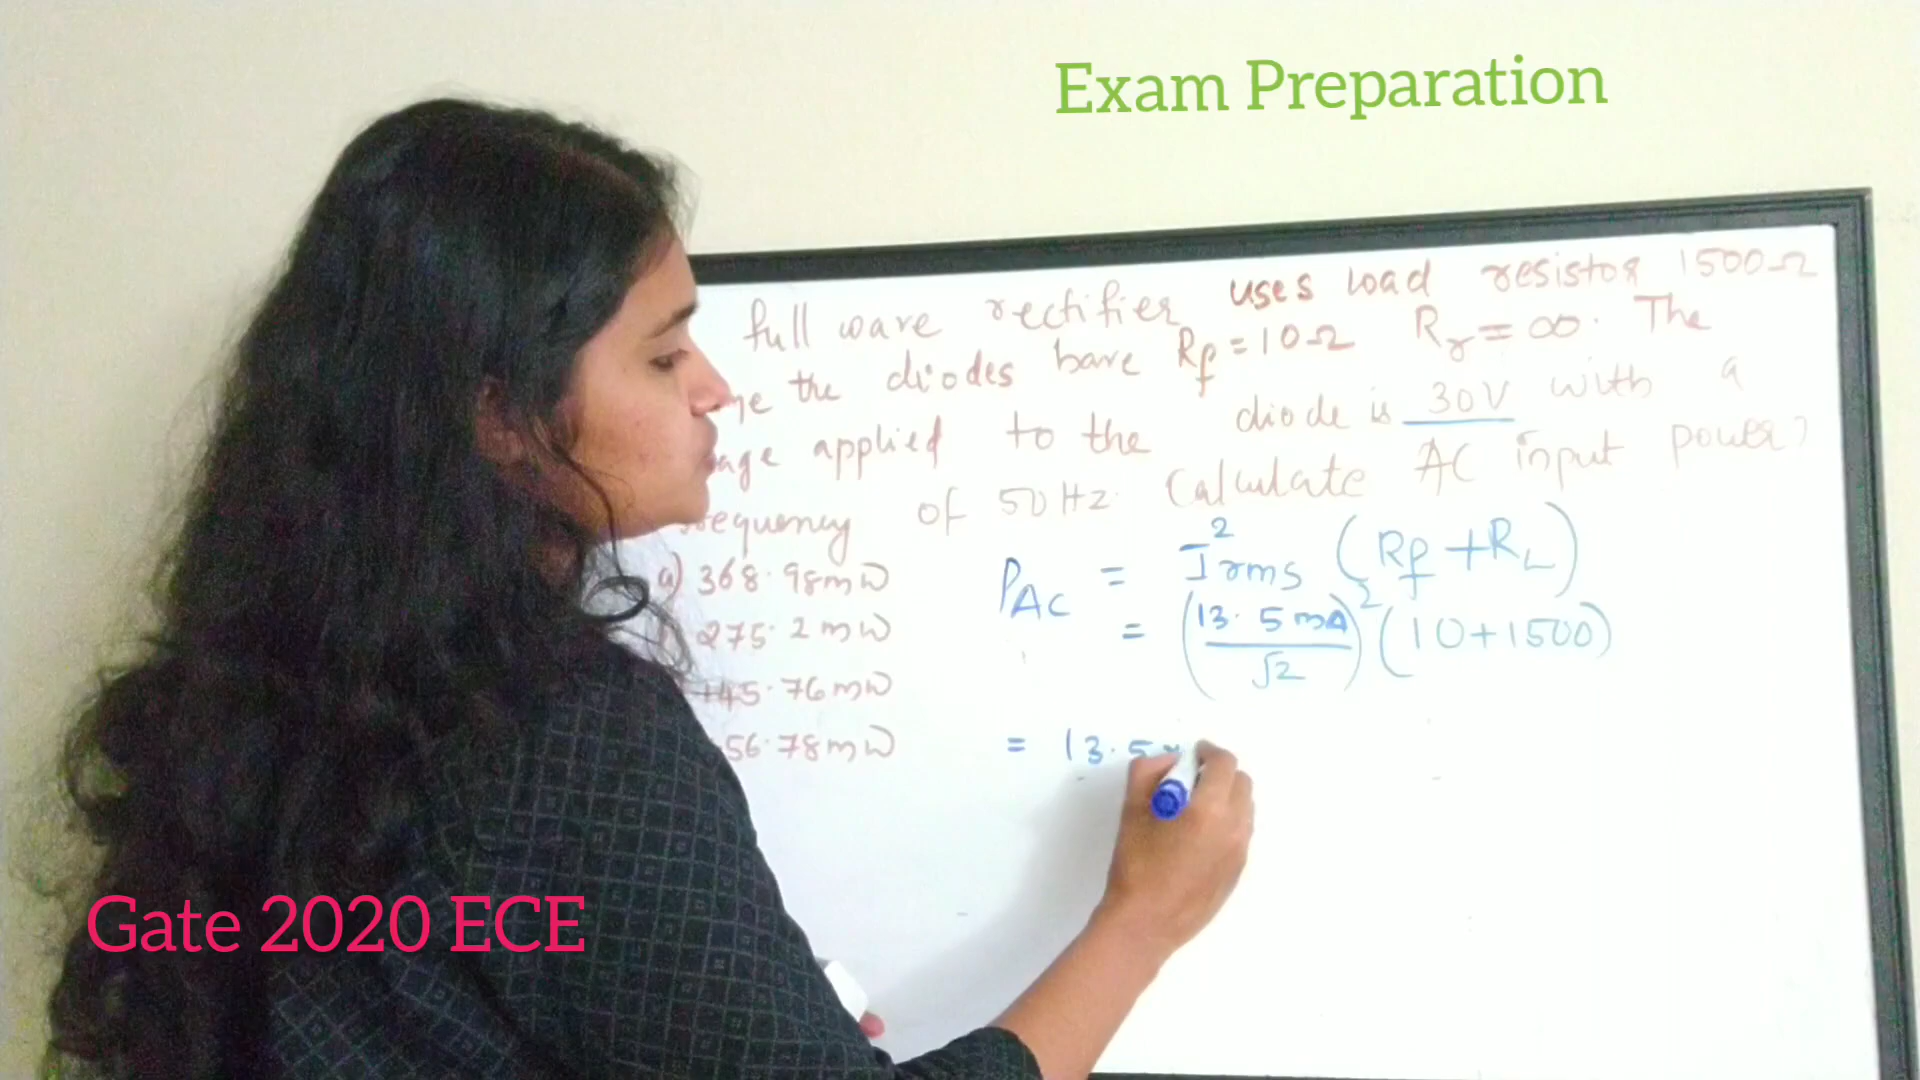 Exam Preparation
full wave rectifier uses load resistor 1500Ω
the diodes have Rf=10Ω Rr=∞. The
applied to the diode is 30V with a
frequency of 50Hz. Calculate AC input power?
a) 368.98mW
275.2mW
445.76mW
56.78mW
PAC = I²rms (Rf+RL)
= (13.5mA/√2)² (10+1500)
= 13.5×
Gate 2020 ECE